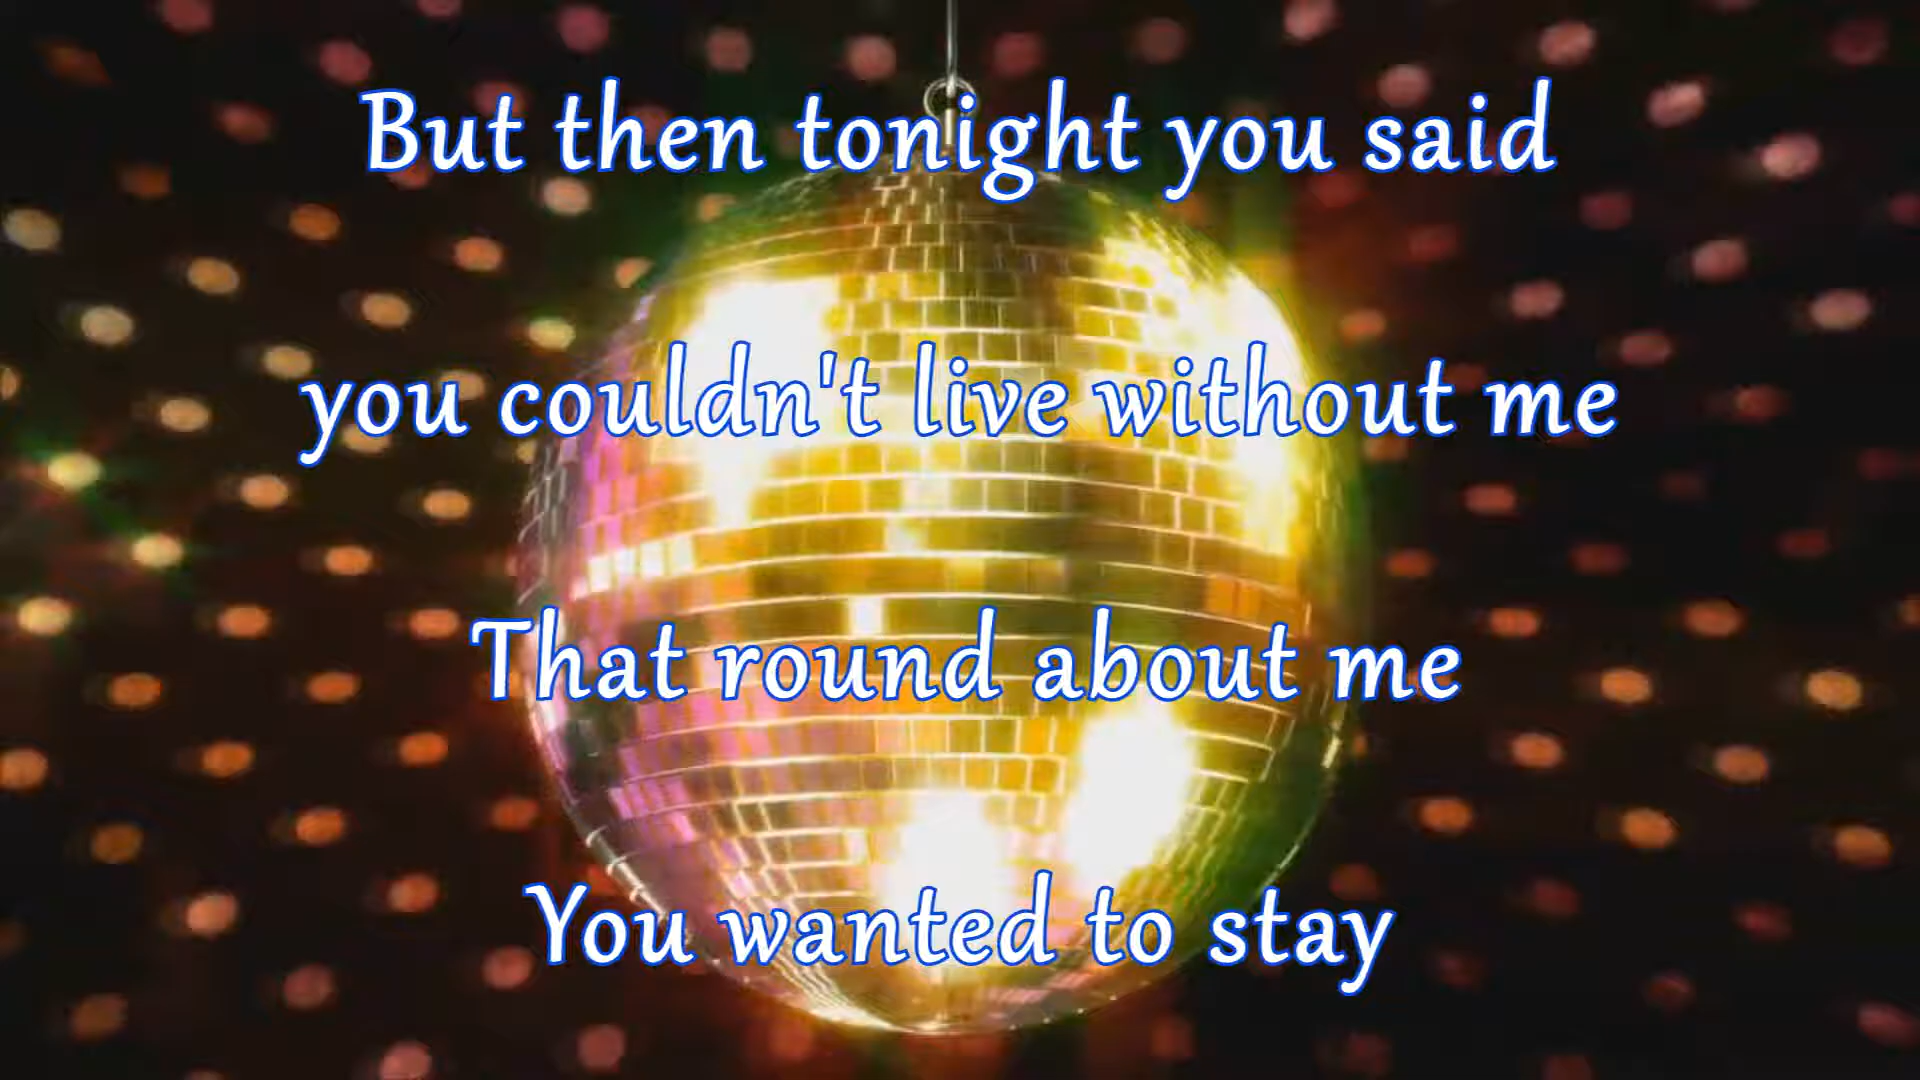 But then tonight you said
you couldn't live without me
That round about me
You wanted to stay